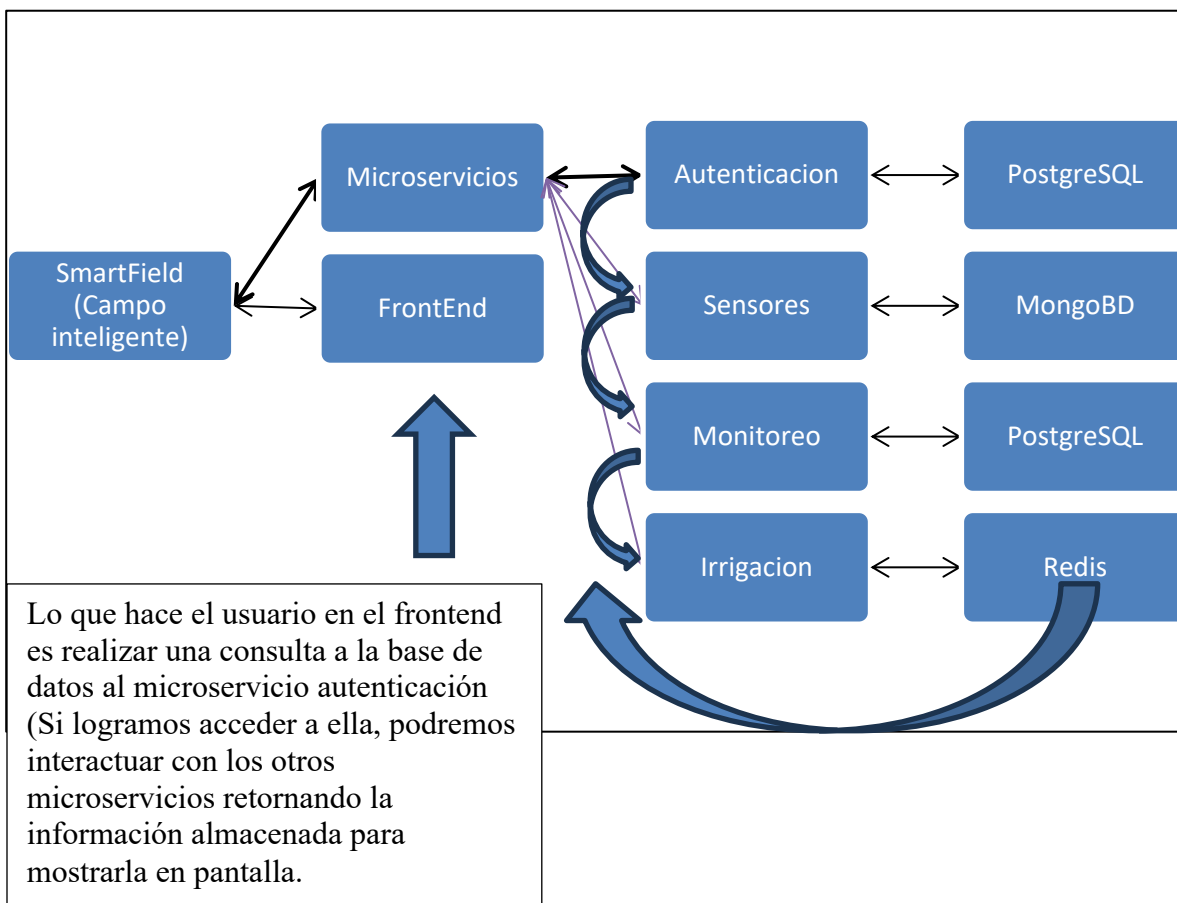 Microservicios
Autenticacion
PostgreSQL
SmartField
(Campo
inteligente)
FrontEnd
Sensores
MongoBD
Monitoreo
PostgreSQL
Irrigacion
Redis
Lo que hace el usuario en el frontend
es realizar una consulta a la base de
datos al microservicio autenticación
(Si logramos acceder a ella, podremos
interactuar con los otros
microservicios retornando la
información almacenada para
mostrarla en pantalla.